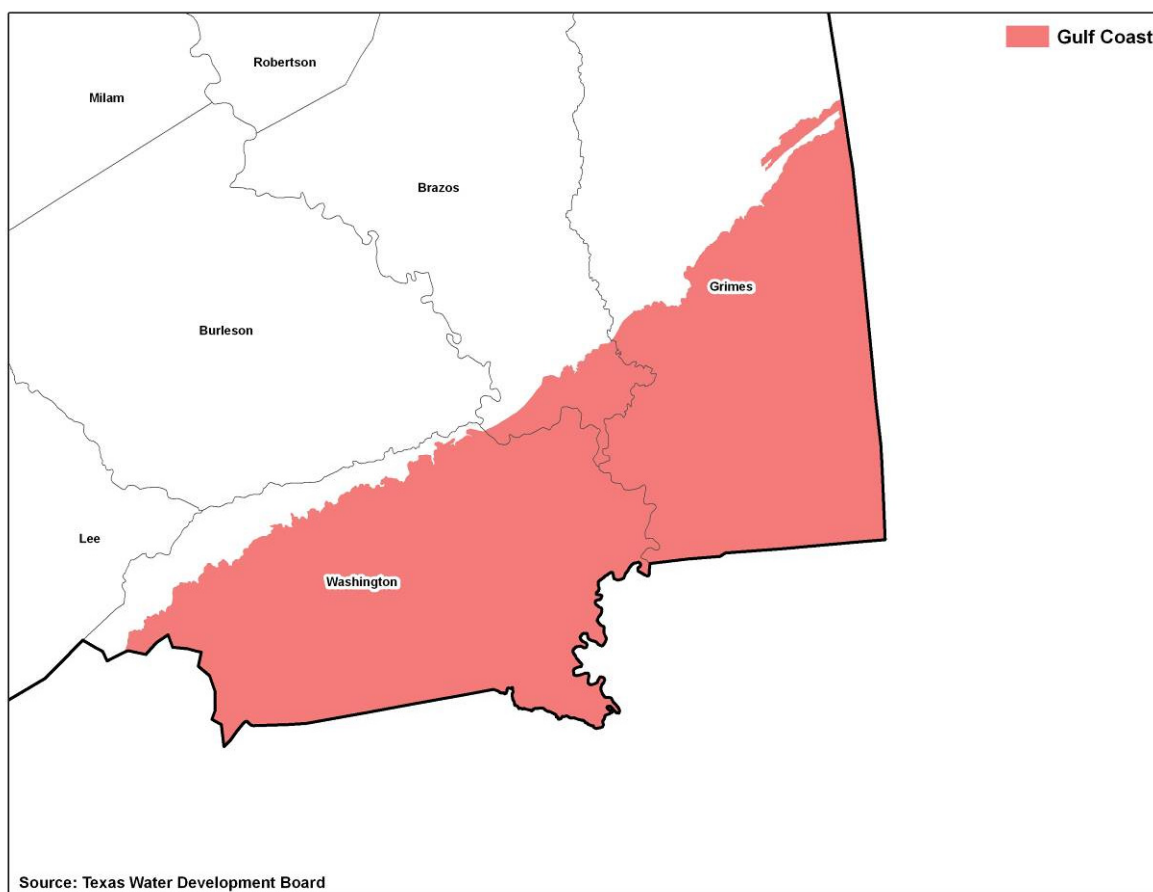 Gulf Coast
Robertson
Milam
Brazos
Grimes
Burleson
Lee
Washington
Source: Texas Water Development Board